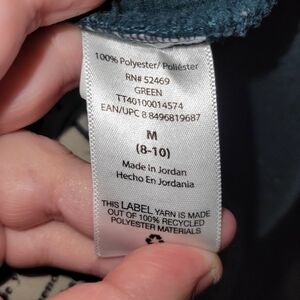 100% Polyester/ Poliéster
RN# 52469
GREEN
TT40100014574
EAN/UPC 8 8496819687
M
(8-10)
Made in Jordan
Hecho En Jordania
THIS LABEL YARN IS MADE
OUT OF 100% RECYCLED
POLYESTER MATERIALS